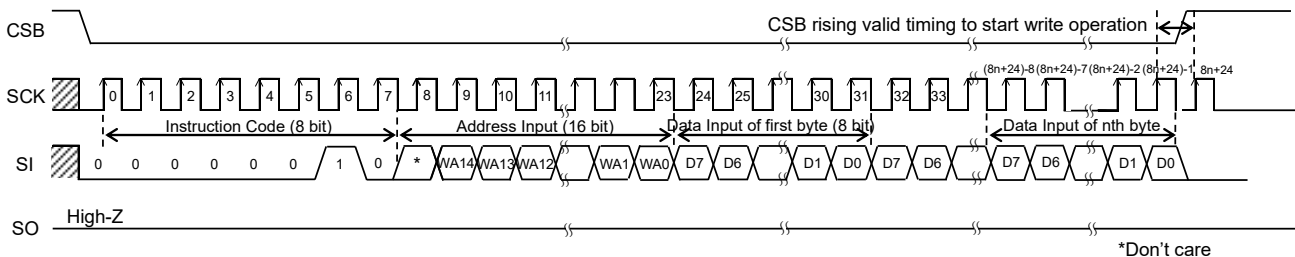 CSB
CSB rising valid timing to start write operation
SCK
0 1 2 3 4 5 6 7 8 9 10 11 23 24 25 30 31 32 33 (8n+24)-8 (8n+24)-7 (8n+24)-2 (8n+24)-1 8n+24
Instruction Code (8 bit) Address Input (16 bit) Data Input of first byte (8 bit) Data Input of nth byte
SI
0 0 0 0 0 0 1 0 * WA14 WA13 WA12 WA1 WA0 D7 D6 D1 D0 D7 D6 D7 D6 D1 D0
High-Z
SO
*Don't care